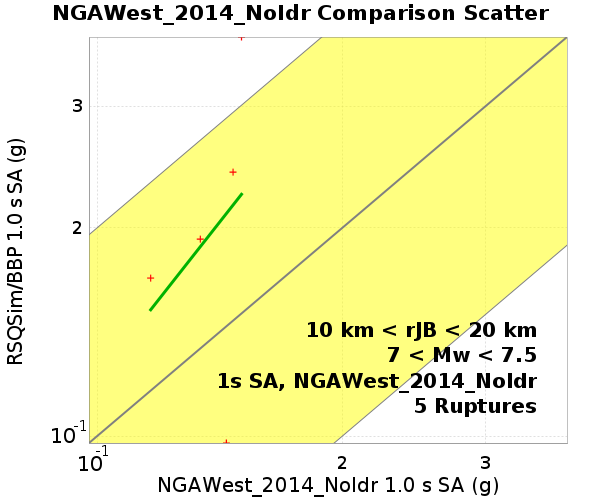 NGAWest_2014_NoIdr Comparison Scatter
RSQSim/BBP 1.0 s SA (g)
3
2
10-1
10 km < rJB < 20 km
7 < Mw < 7.5
1s SA, NGAWest_2014_NoIdr
5 Ruptures
10-1 2 3
NGAWest_2014_NoIdr 1.0 s SA (g)